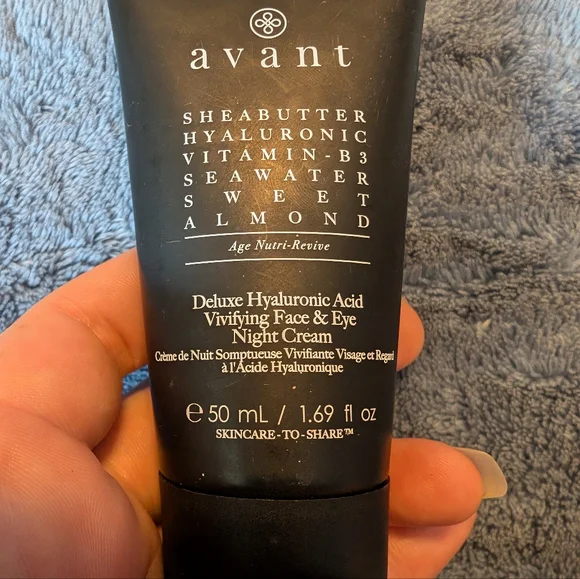 avant
SHEABUTTER
HYALURONIC
VITAMIN-B3
SEAWATER
SWEET
ALMOND
Age Nutri-Revive
Deluxe Hyaluronic Acid
Vivifying Face & Eye
Night Cream
Crème de Nuit Somptueuse Vivifiante Visage et Regard
à l'Acide Hyaluronique
℮ 50 mL / 1.69 fl oz
SKINCARE-TO-SHARE™